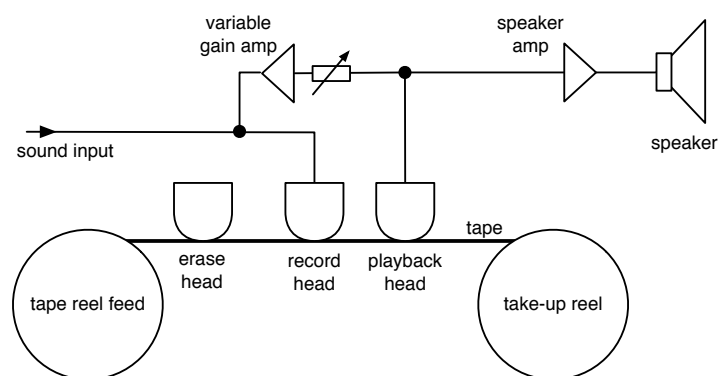 variable
gain amp
speaker
amp
sound input
speaker
tape
erase
head
record
head
playback
head
tape reel feed
take-up reel